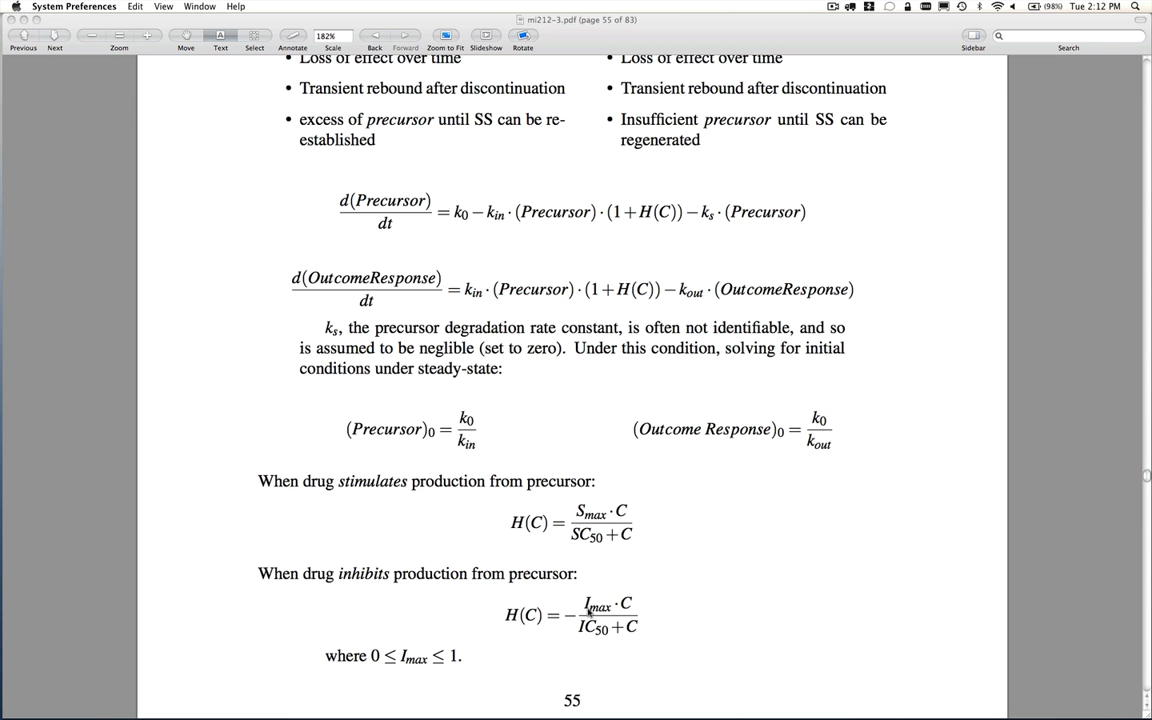 System Preferences Edit View Window Help (98%) Tue 2:12 PM
mi212-3.pdf (page 55 of 83)
182%
Previous Next Zoom Move Text Select Annotate Scale Back Forward Zoom to Fit Slideshow Rotate Sidebar Search
• Loss of effect over time
• Transient rebound after discontinuation
• excess of precursor until SS can be re-
established
• Loss of effect over time
• Transient rebound after discontinuation
• Insufficient precursor until SS can be
regenerated
d(Precursor)/dt = k0 − kin · (Precursor) · (1 + H(C)) − ks · (Precursor)
d(OutcomeResponse)/dt = kin · (Precursor) · (1 + H(C)) − kout · (OutcomeResponse)
ks, the precursor degradation rate constant, is often not identifiable, and so
is assumed to be neglible (set to zero). Under this condition, solving for initial
conditions under steady-state:
(Precursor)0 = k0/kin (Outcome Response)0 = k0/kout
When drug stimulates production from precursor:
H(C) = Smax · C / SC50 + C
When drug inhibits production from precursor:
H(C) = − Imax · C / IC50 + C
where 0 ≤ Imax ≤ 1.
55